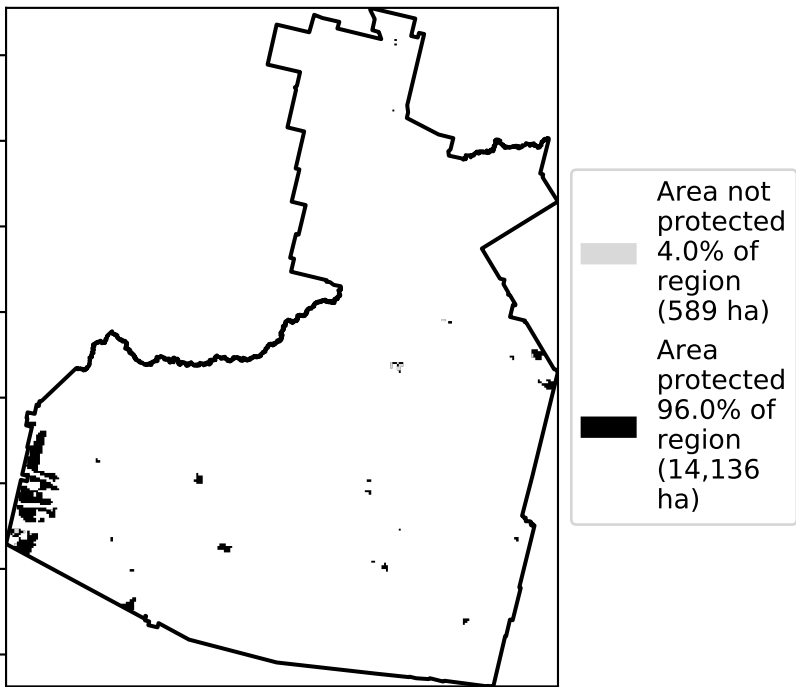 Area not
protected
4.0% of
region
(589 ha)
Area
protected
96.0% of
region
(14,136
ha)